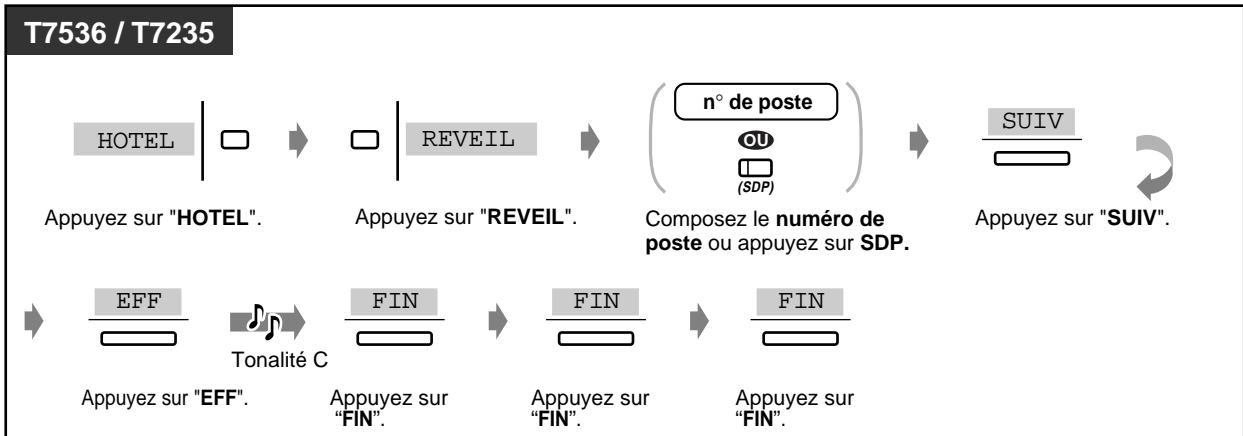 T7536 / T7235
HOTEL
REVEIL
n° de poste
OU
(SDP)
SUIV
Appuyez sur "HOTEL".
Appuyez sur "REVEIL".
Composez le numéro de
poste ou appuyez sur SDP.
Appuyez sur "SUIV".
EFF
Tonalité C
FIN
FIN
FIN
Appuyez sur "EFF".
Appuyez sur
“FIN”.
Appuyez sur
“FIN”.
Appuyez sur
“FIN”.